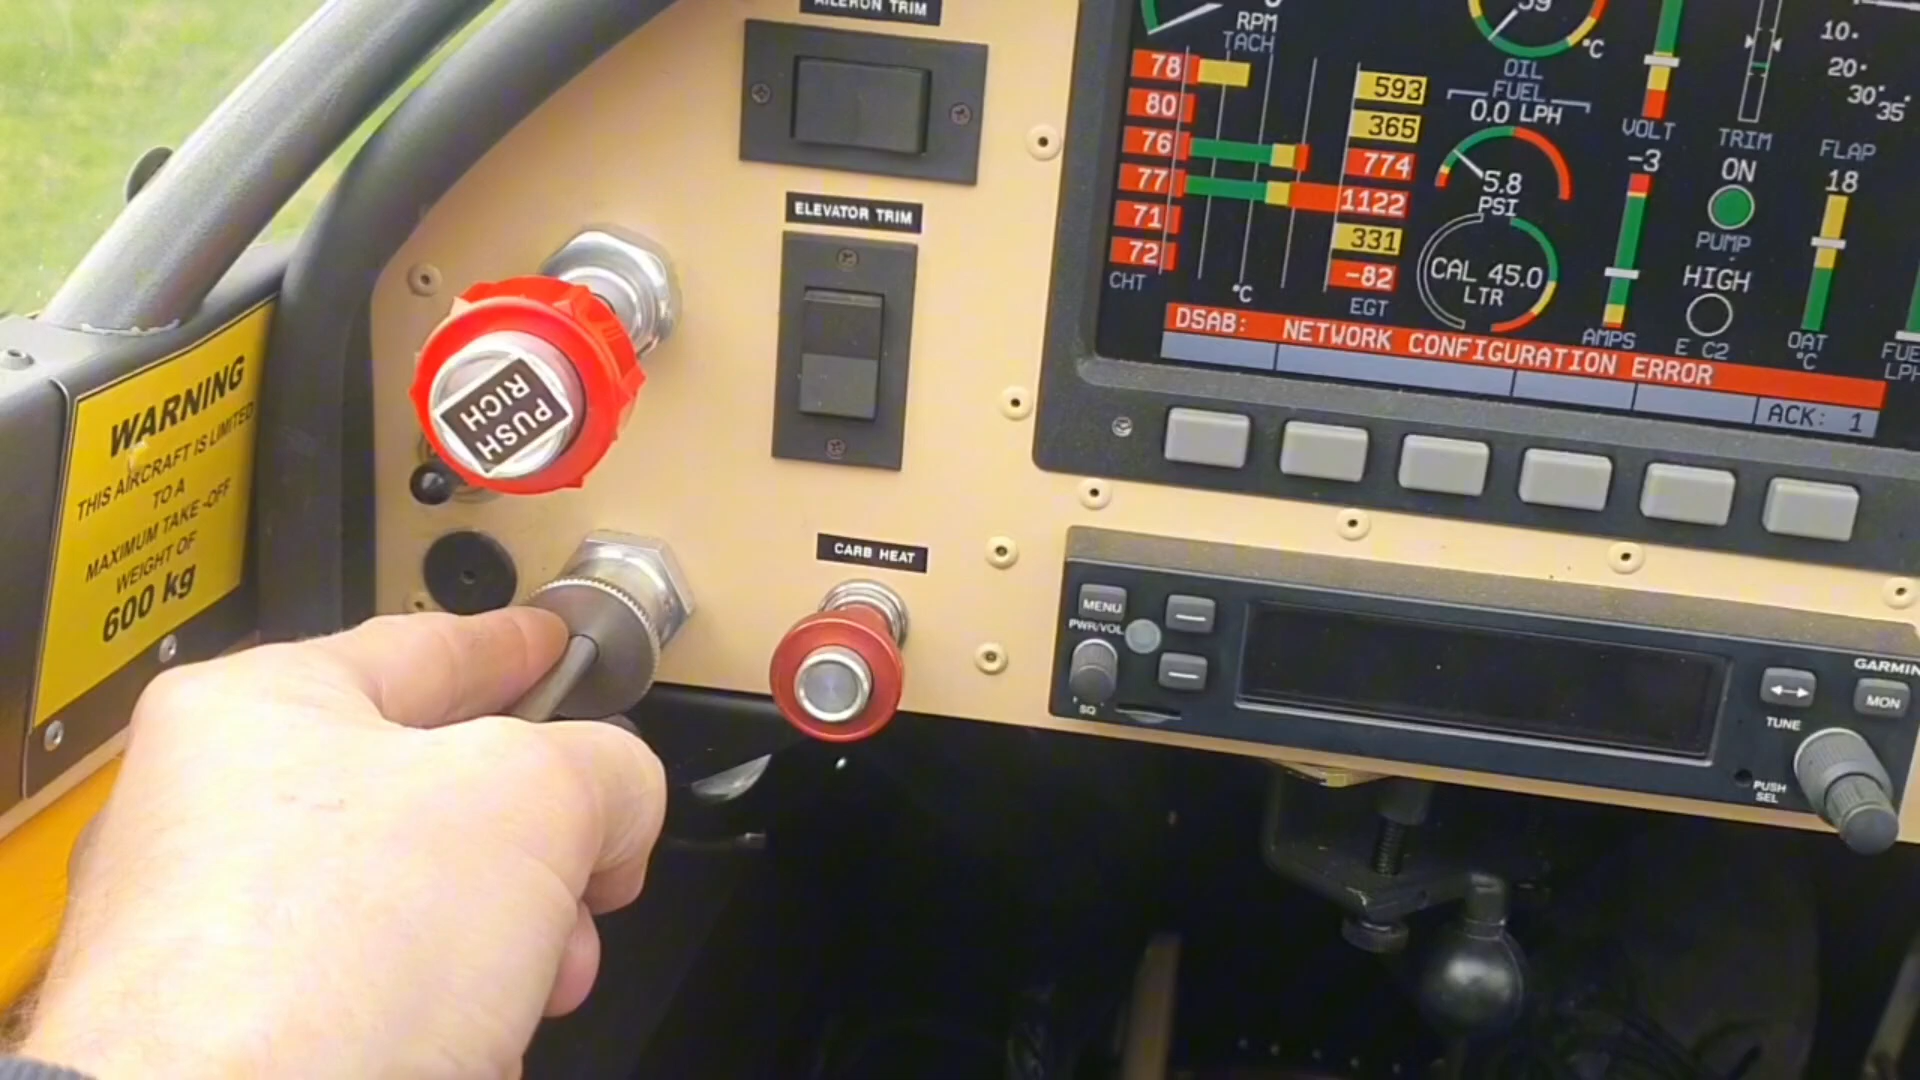 AILERON TRIM
ELEVATOR TRIM
PUSH
RICH
WARNING
THIS AIRCRAFT IS LIMITED
TO A
MAXIMUM TAKE-OFF
WEIGHT OF
600 kg
CARB HEAT
RPM
TACH
78
80
76
77
71
72
CHT
°C
593
365
774
1122
331
-82
EGT
59
°C
OIL
FUEL
0.0 LPH
5.8
PSI
CAL 45.0
LTR
VOLT
-3
AMPS
TRIM
ON
PUMP
HIGH
E C2
10
20
30
35
FLAP
18
OAT
°C
DSAB: NETWORK CONFIGURATION ERROR
ACK: 1
MENU
PWR/VOL
SQ
GARMIN
MON
TUNE
PUSH
SEL